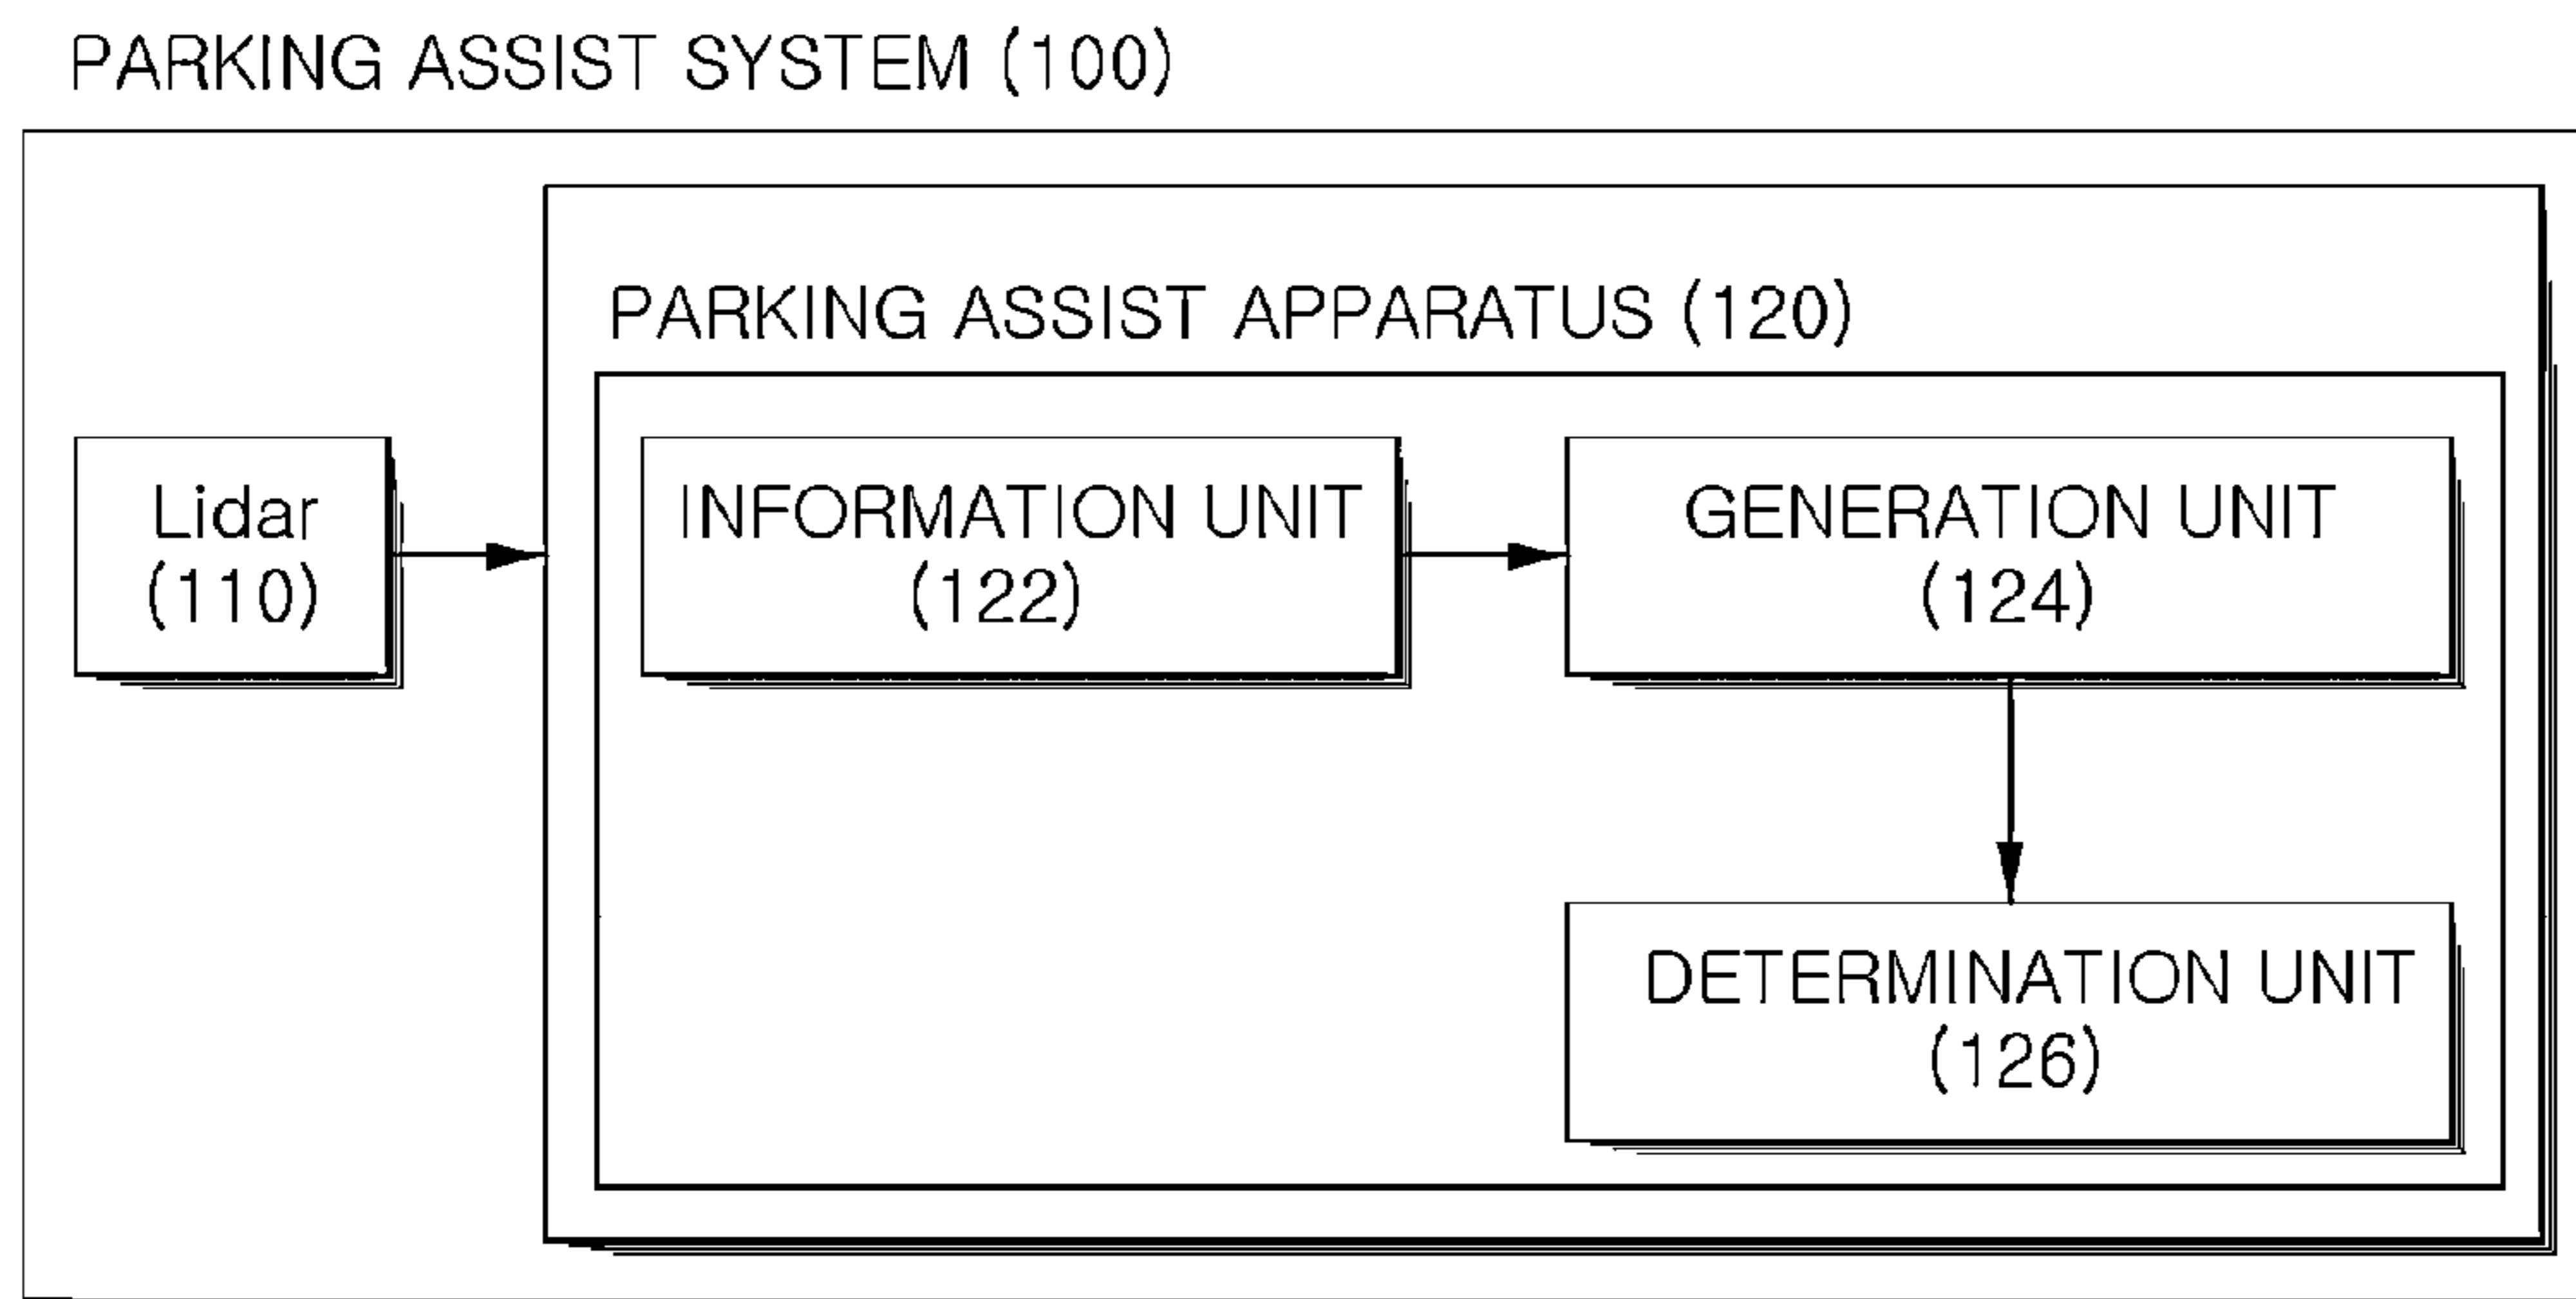 PARKING ASSIST SYSTEM (100)
PARKING ASSIST APPARATUS (120)
Lidar
(110)
INFORMATION UNIT
(122)
GENERATION UNIT
(124)
DETERMINATION UNIT
(126)